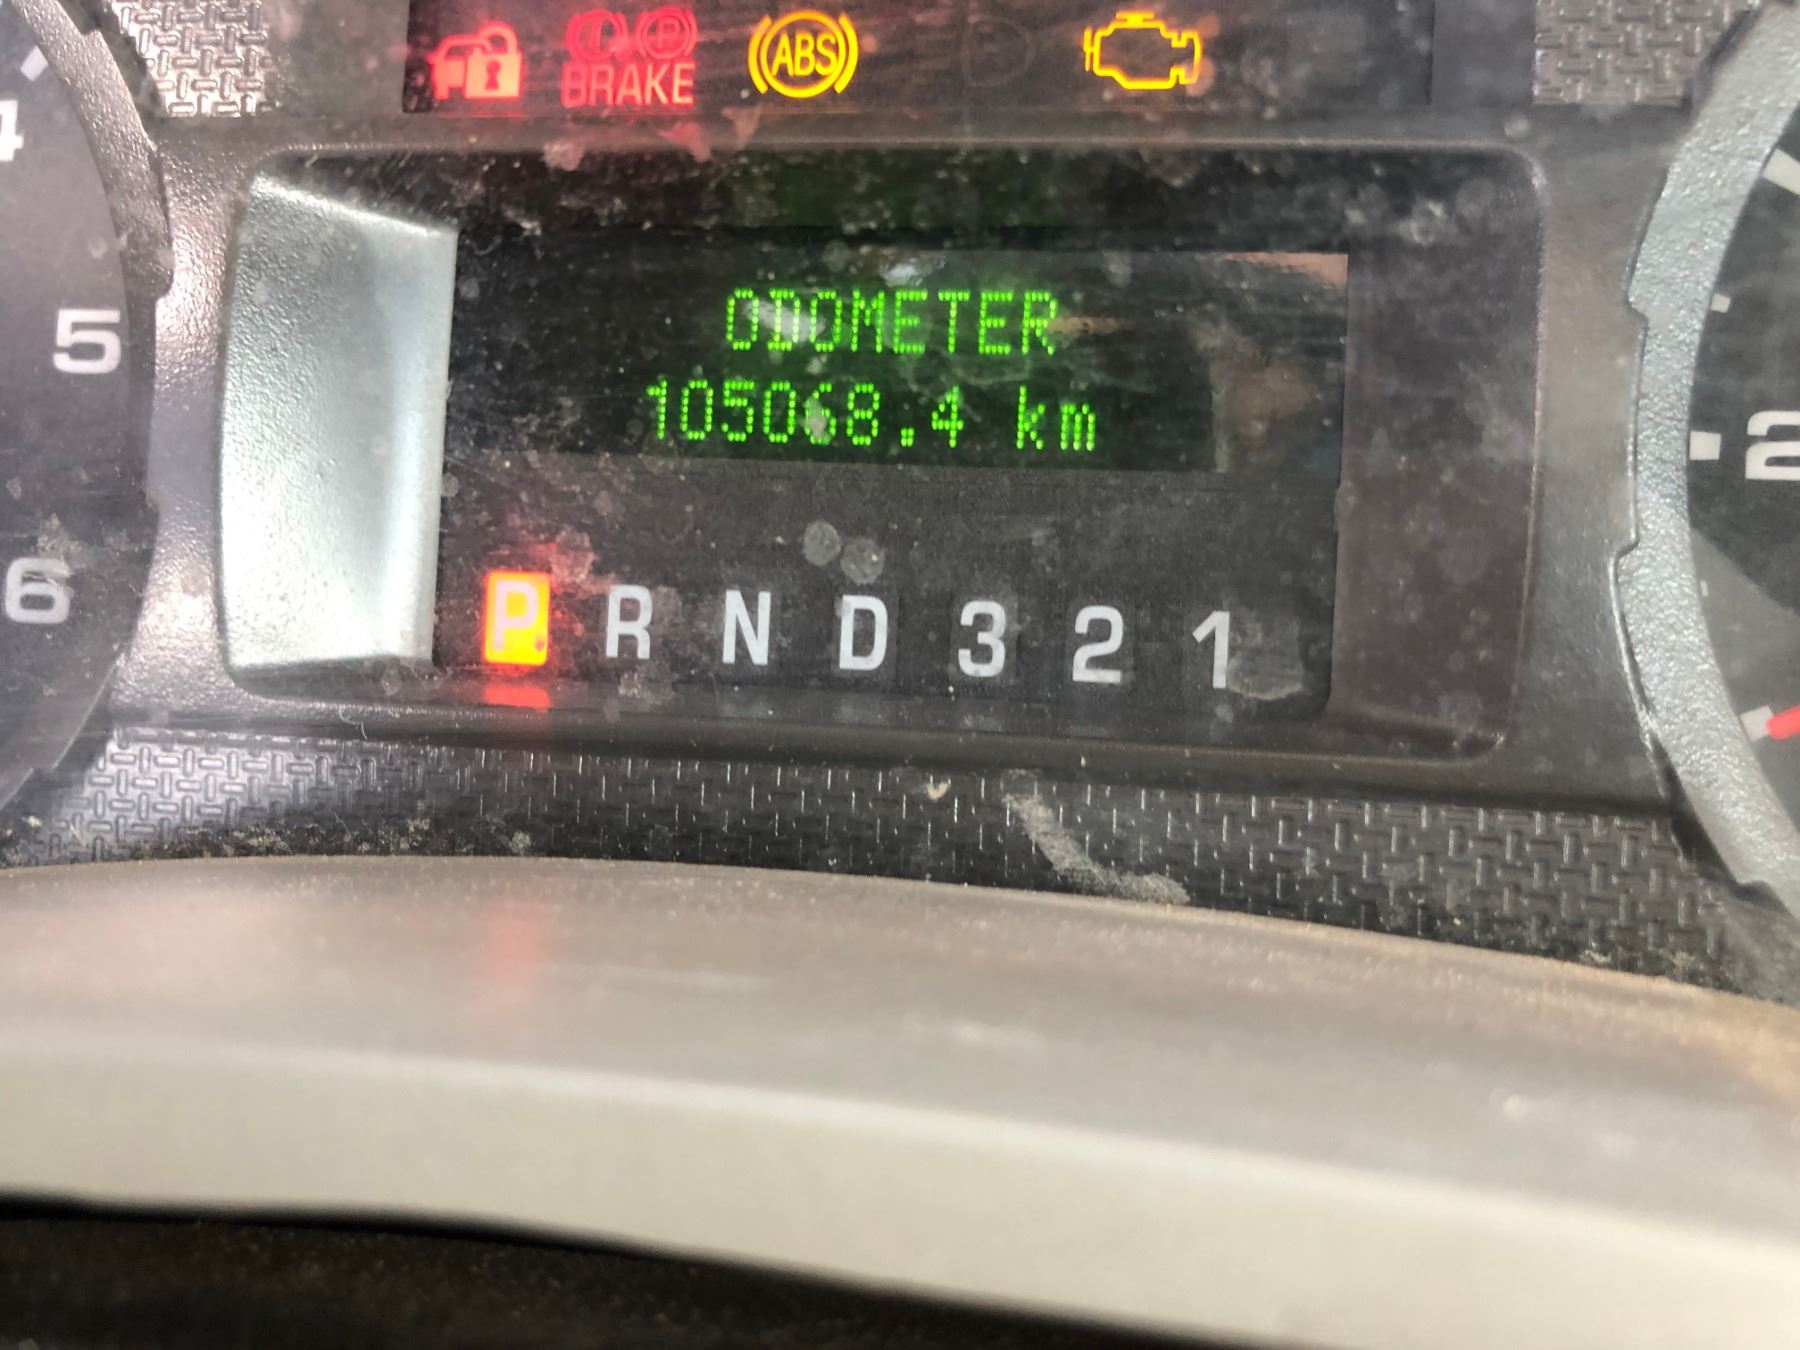 BRAKE
ABS
4
5
6
ODOMETER
105068.4 km
P R N D 3 2 1
2